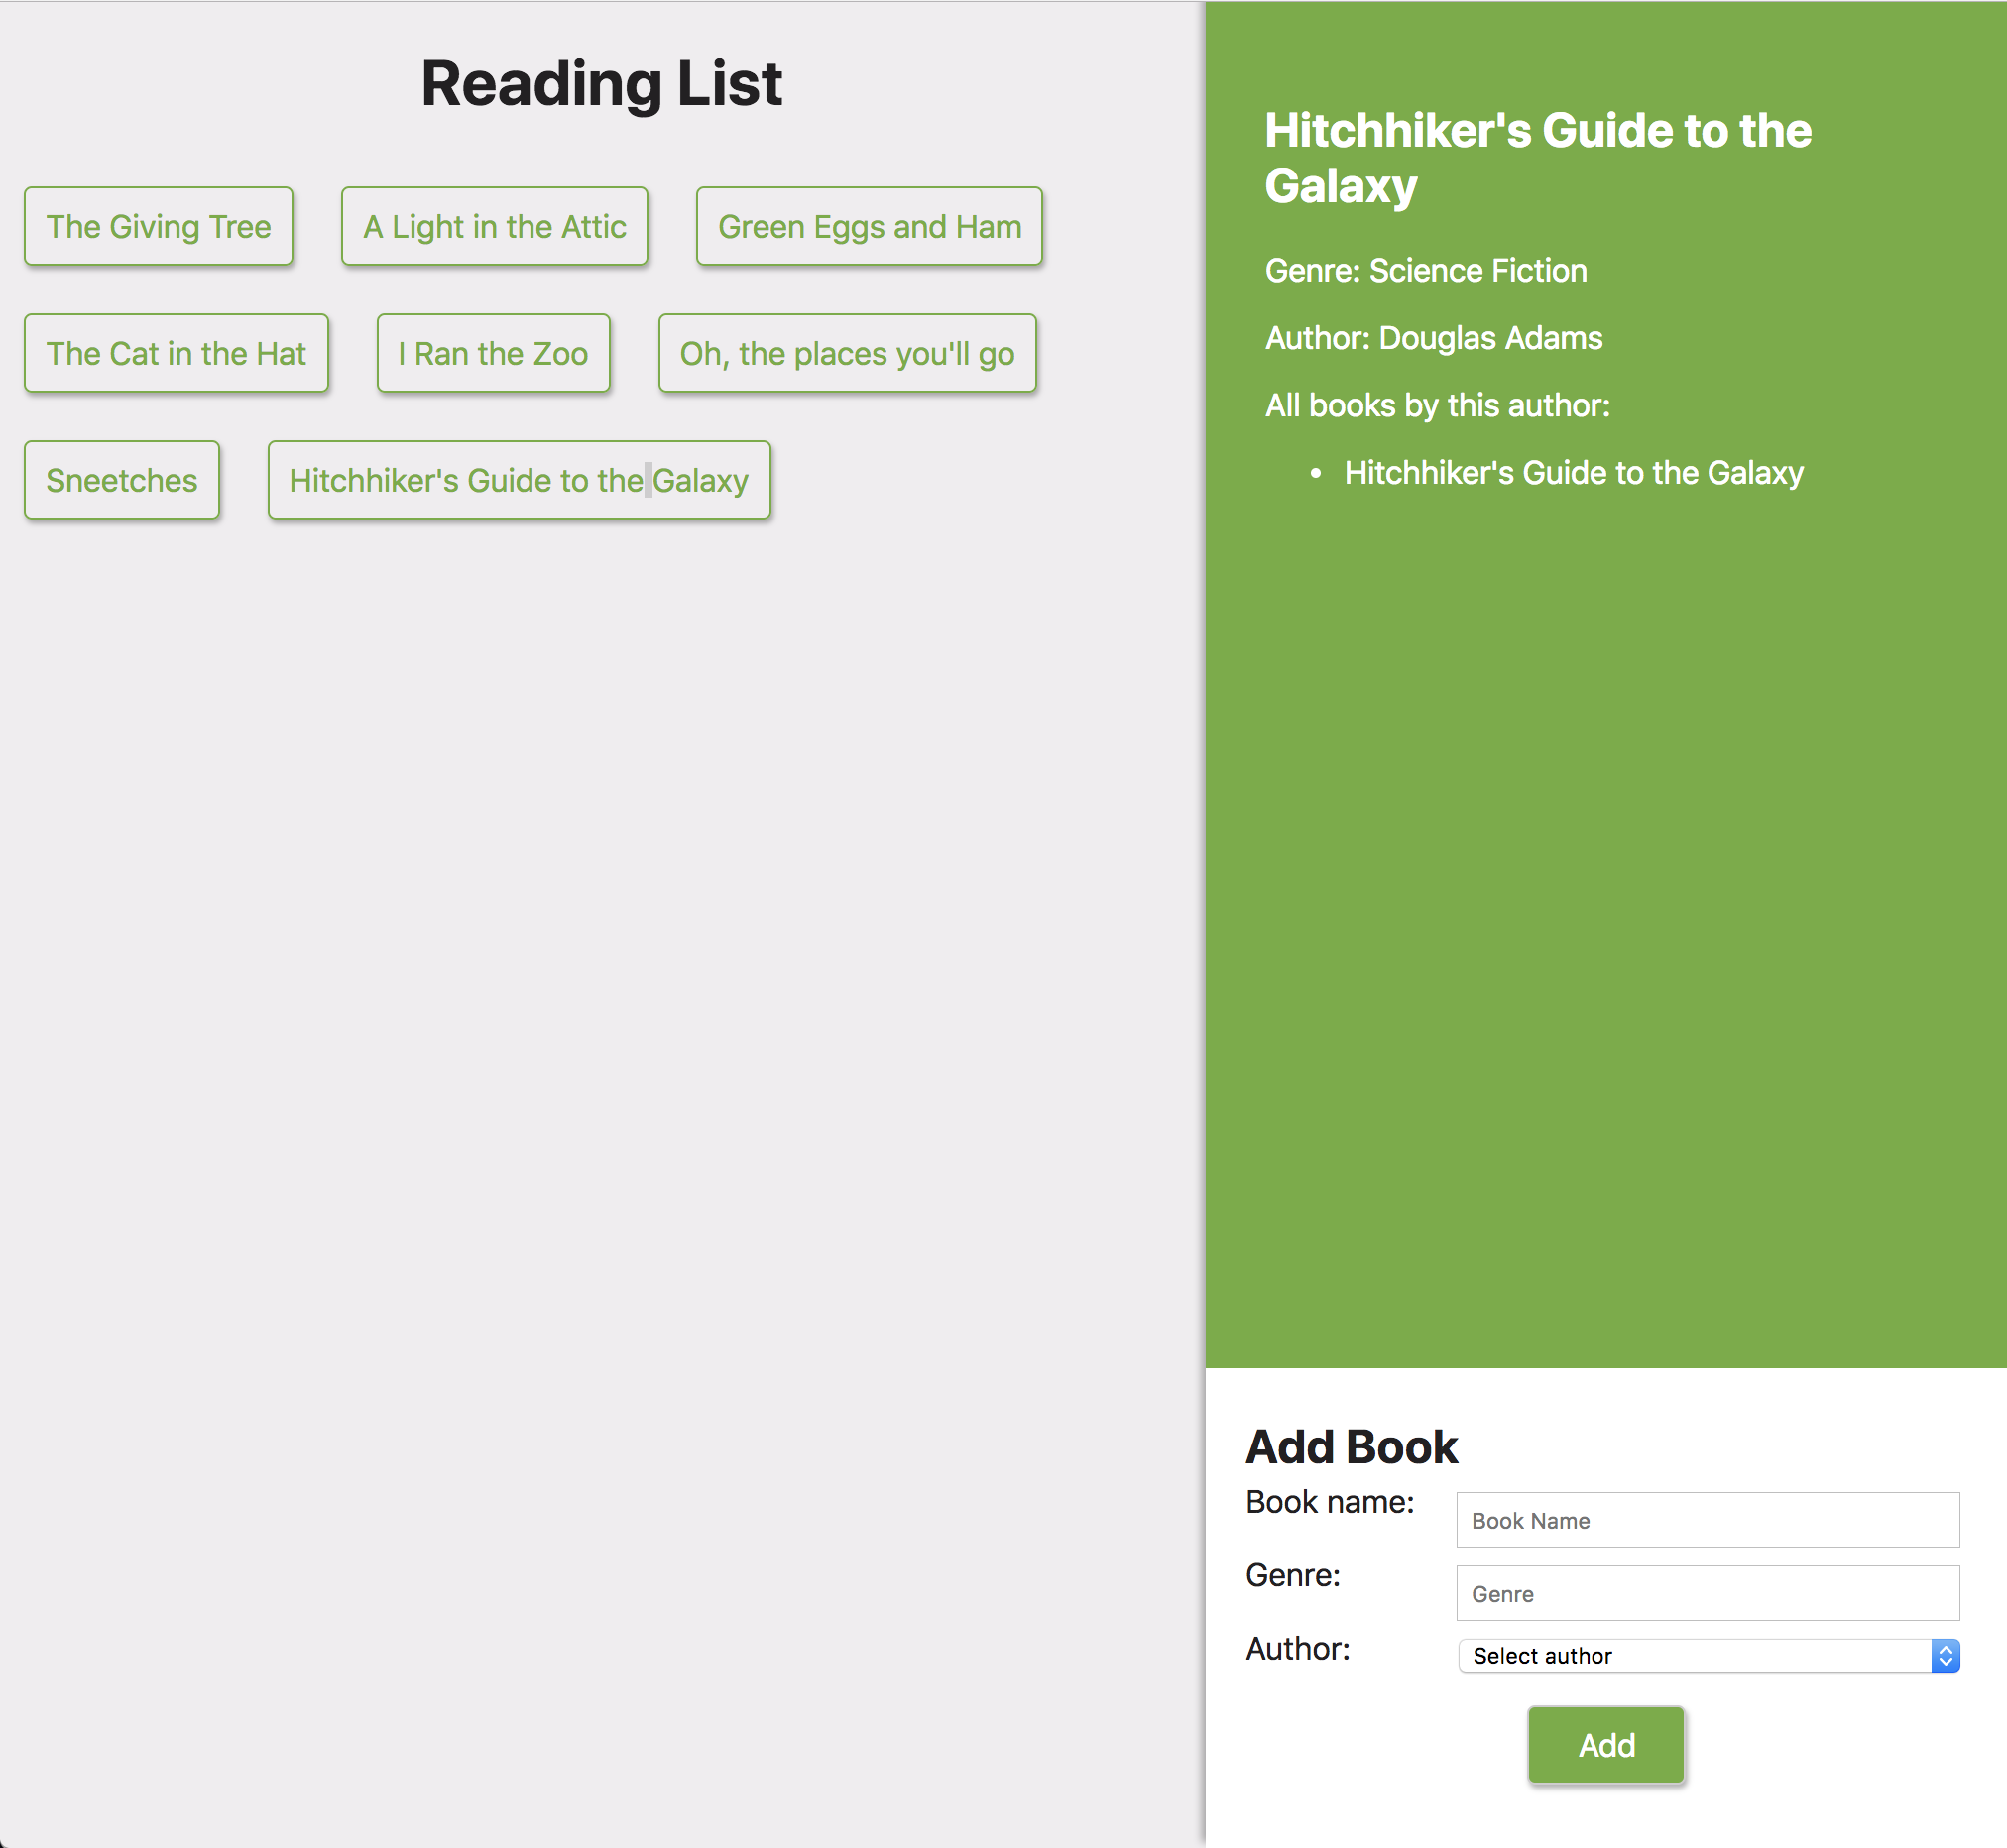 Reading List
The Giving Tree
A Light in the Attic
Green Eggs and Ham
The Cat in the Hat
I Ran the Zoo
Oh, the places you'll go
Sneetches
Hitchhiker's Guide to the Galaxy
Hitchhiker's Guide to the
Galaxy
Genre: Science Fiction
Author: Douglas Adams
All books by this author:
• Hitchhiker's Guide to the Galaxy
Add Book
Book name:
Book Name
Genre:
Genre
Author:
Select author
Add